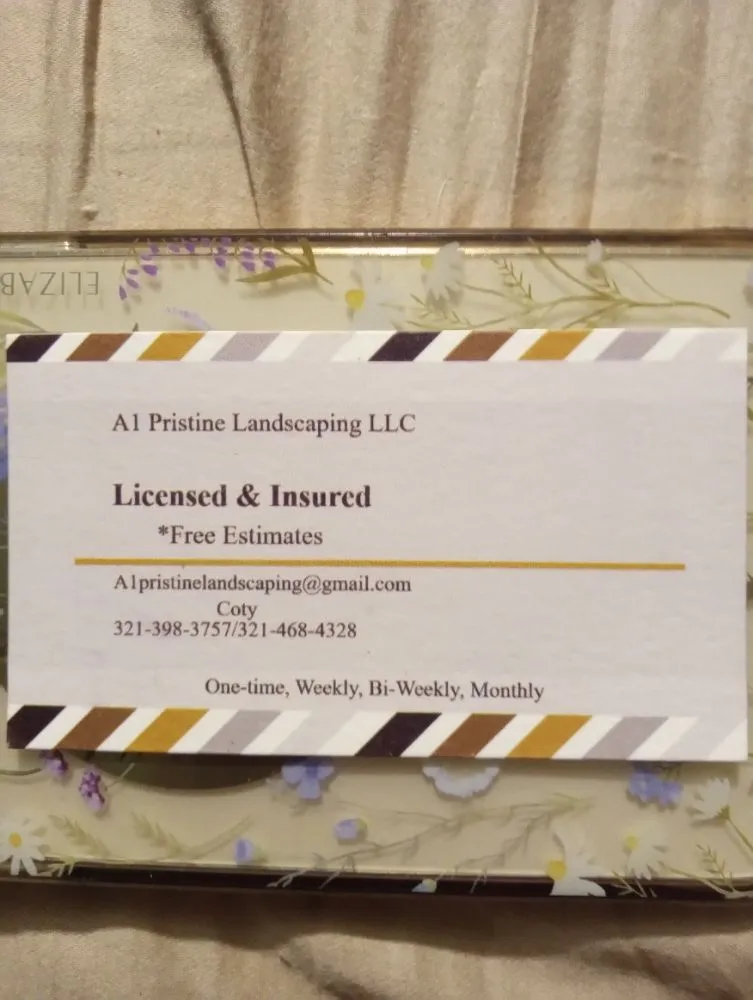 ELIZAB
A1 Pristine Landscaping LLC
Licensed & Insured
*Free Estimates
A1pristinelandscaping@gmail.com
Coty
321-398-3757/321-468-4328
One-time, Weekly, Bi-Weekly, Monthly